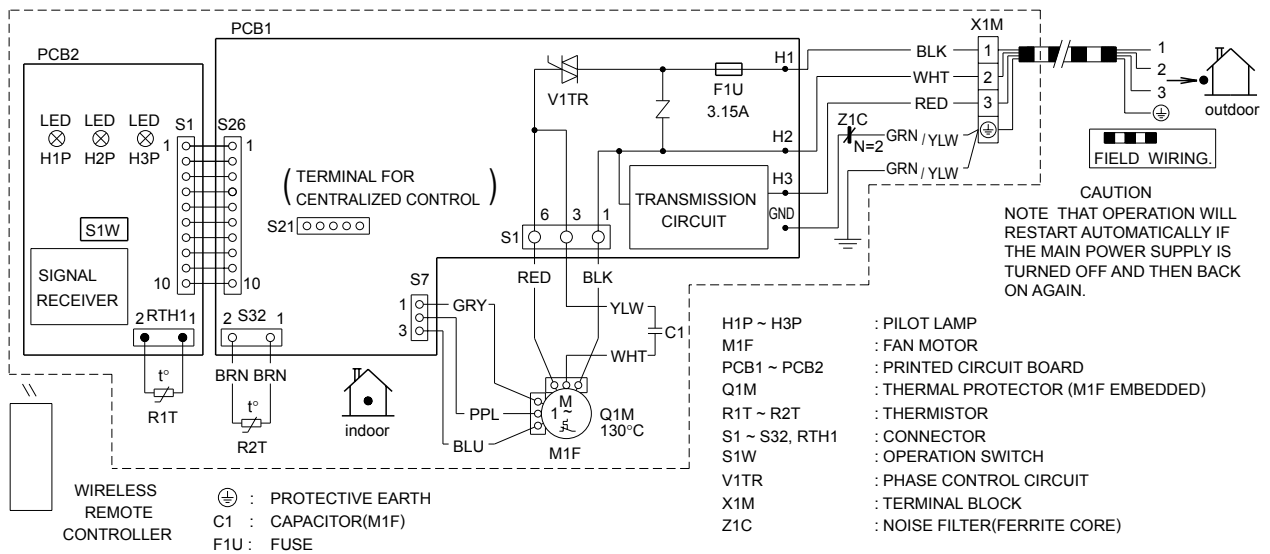 PCB2
PCB1
X1M
LED LED LED
H1P H2P H3P
S1 S26
1 1
10 10
S1W
SIGNAL
RECEIVER
2 RTH1 1
2 S32 1
BRN BRN
t°
R1T
t°
R2T
TERMINAL FOR
CENTRALIZED CONTROL
S21
V1TR
F1U
3.15A
H1
H2
H3
GND
TRANSMISSION
CIRCUIT
S1
6 3 1
RED BLK
YLW
C1
WHT
S7
1
3
GRY
PPL
BLU
M
1 ~
Q1M
130°C
M1F
indoor
BLK 1
WHT 2
RED 3
Z1C
N=2
GRN/YLW
GRN/YLW
1
2
3
outdoor
FIELD WIRING.
CAUTION
NOTE THAT OPERATION WILL
RESTART AUTOMATICALLY IF
THE MAIN POWER SUPPLY IS
TURNED OFF AND THEN BACK
ON AGAIN.
WIRELESS
REMOTE
CONTROLLER
: PROTECTIVE EARTH
C1 : CAPACITOR(M1F)
F1U : FUSE
H1P ~ H3P : PILOT LAMP
M1F : FAN MOTOR
PCB1 ~ PCB2 : PRINTED CIRCUIT BOARD
Q1M : THERMAL PROTECTOR (M1F EMBEDDED)
R1T ~ R2T : THERMISTOR
S1 ~ S32, RTH1 : CONNECTOR
S1W : OPERATION SWITCH
V1TR : PHASE CONTROL CIRCUIT
X1M : TERMINAL BLOCK
Z1C : NOISE FILTER(FERRITE CORE)